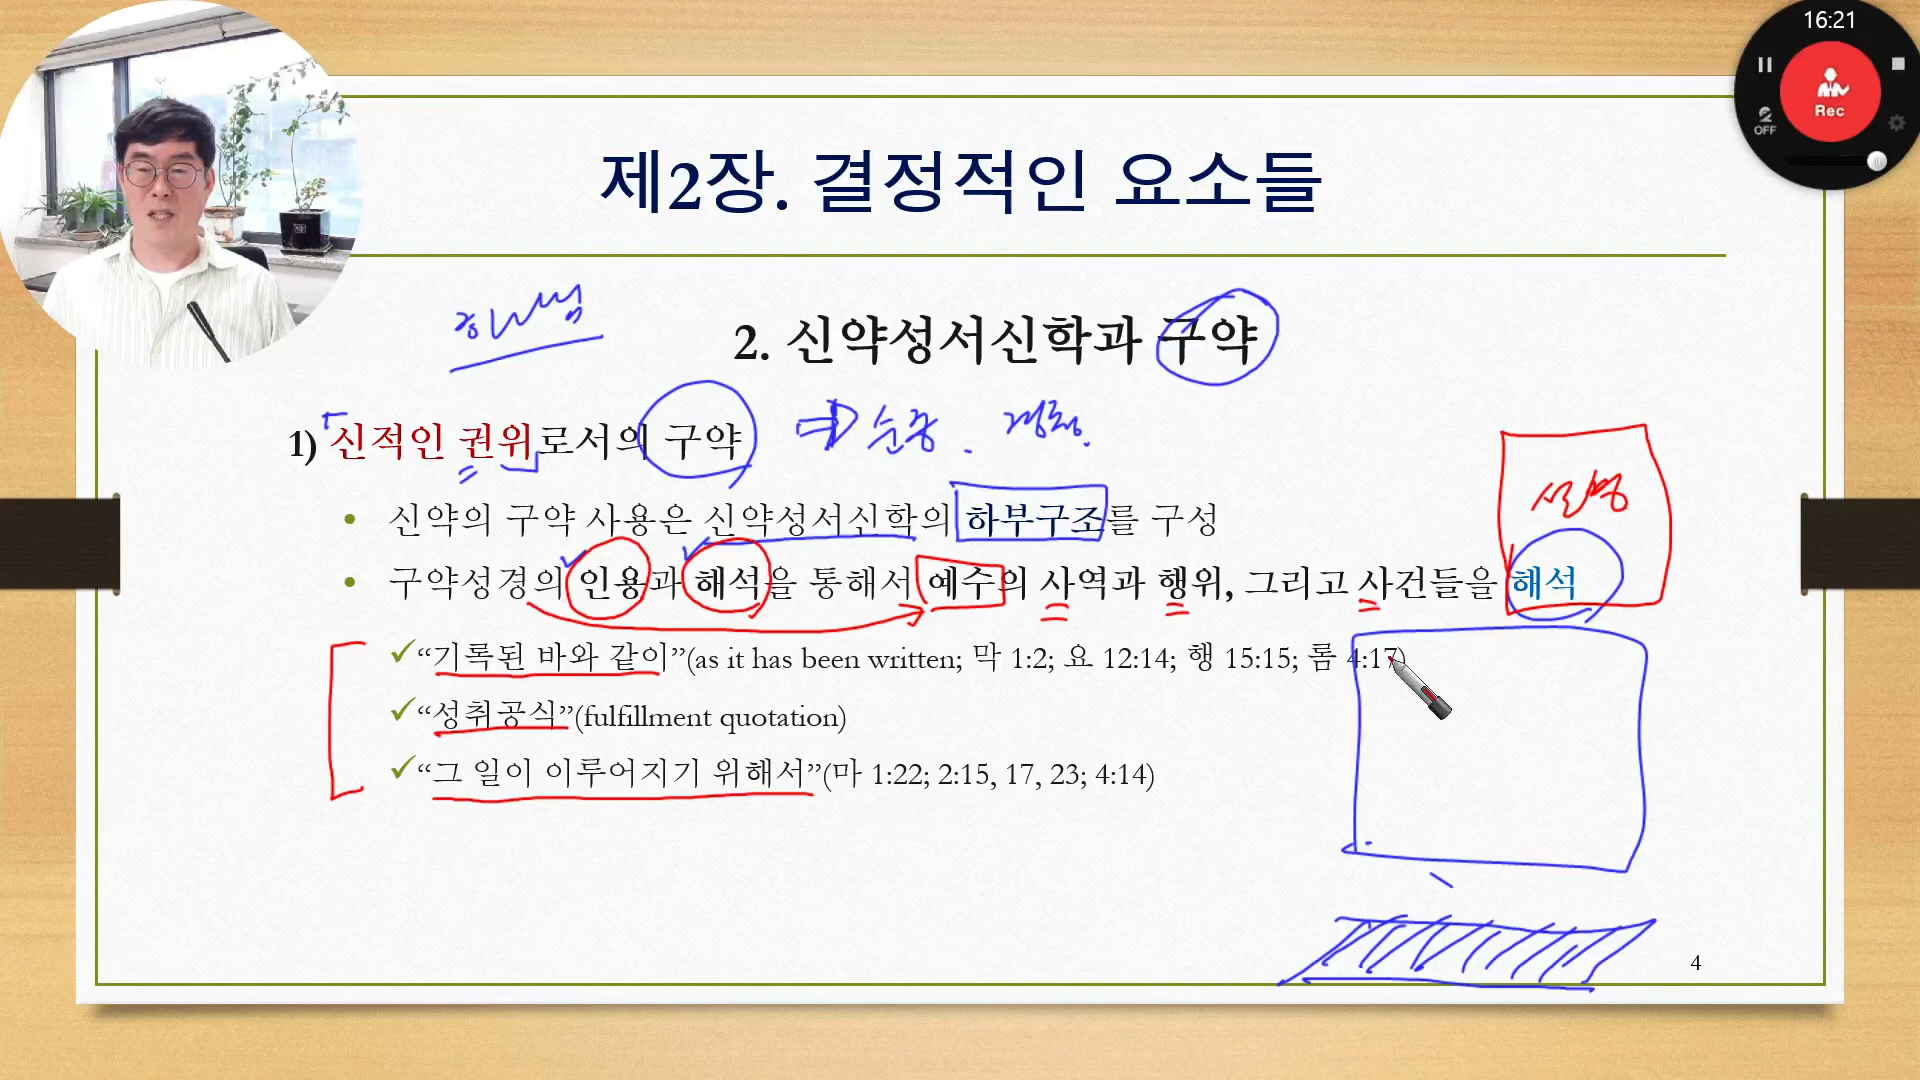 16:21
Rec
OFF
제2장. 결정적인 요소들
2. 신약성서신학과 구약
1) 신적인 권위로서의 구약
순종. 경청.
설명
• 신약의 구약 사용은 신약성서신학의 하부구조를 구성
• 구약성경의 인용과 해석을 통해서 예수의 사역과 행위, 그리고 사건들을 해석
✓“기록된 바와 같이”(as it has been written; 막 1:2; 요 12:14; 행 15:15; 롬 4:17)
✓“성취공식”(fulfillment quotation)
✓“그 일이 이루어지기 위해서”(마 1:22; 2:15, 17, 23; 4:14)
4